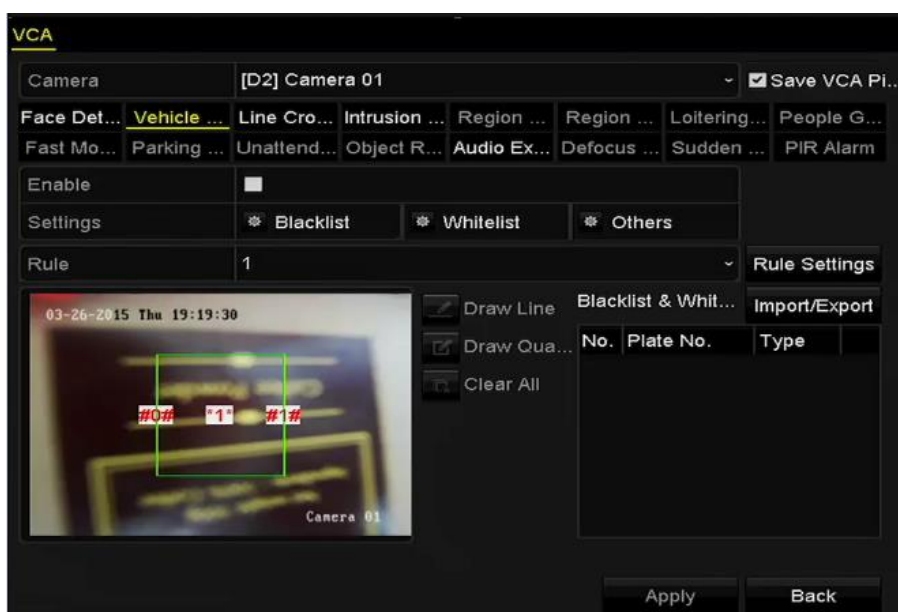 VCA
Camera [D2] Camera 01 Save VCA Pi..
Face Det... Vehicle ... Line Cro... Intrusion ... Region ... Region ... Loitering... People G...
Fast Mo... Parking ... Unattend... Object R... Audio Ex... Defocus ... Sudden ... PIR Alarm
Enable
Settings Blacklist Whitelist Others
Rule 1 Rule Settings
03-26-2015 Thu 19:19:30
#0# *1* #1#
Camera 01
Draw Line
Draw Qua...
Clear All
Blacklist & Whit... Import/Export
No. Plate No. Type
Apply Back